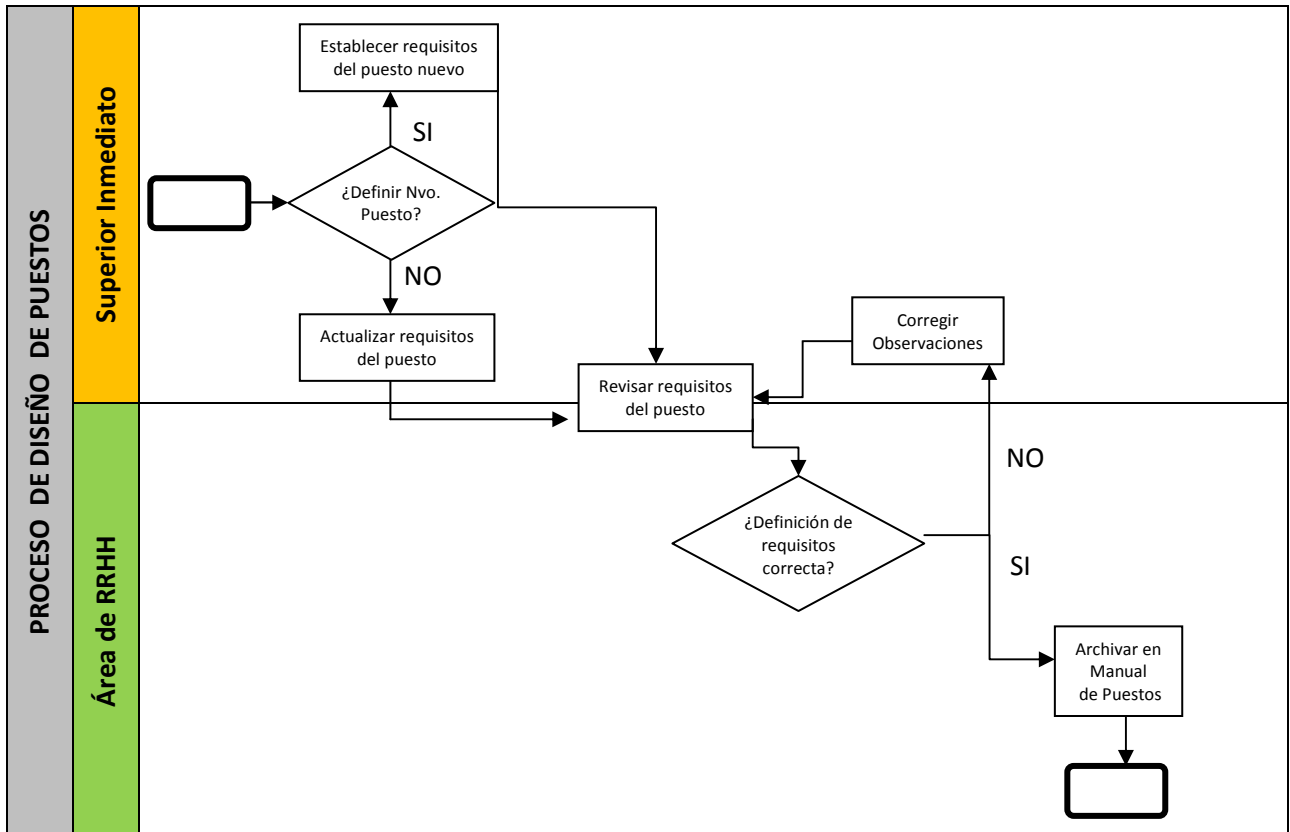 PROCESO DE DISEÑO DE PUESTOS
Superior Inmediato
Establecer requisitos
del puesto nuevo
SI
¿Definir Nvo.
Puesto?
NO
Actualizar requisitos
del puesto
Corregir
Observaciones
Revisar requisitos
del puesto
Área de RRHH
NO
¿Definición de
requisitos
correcta?
SI
Archivar en
Manual
de Puestos